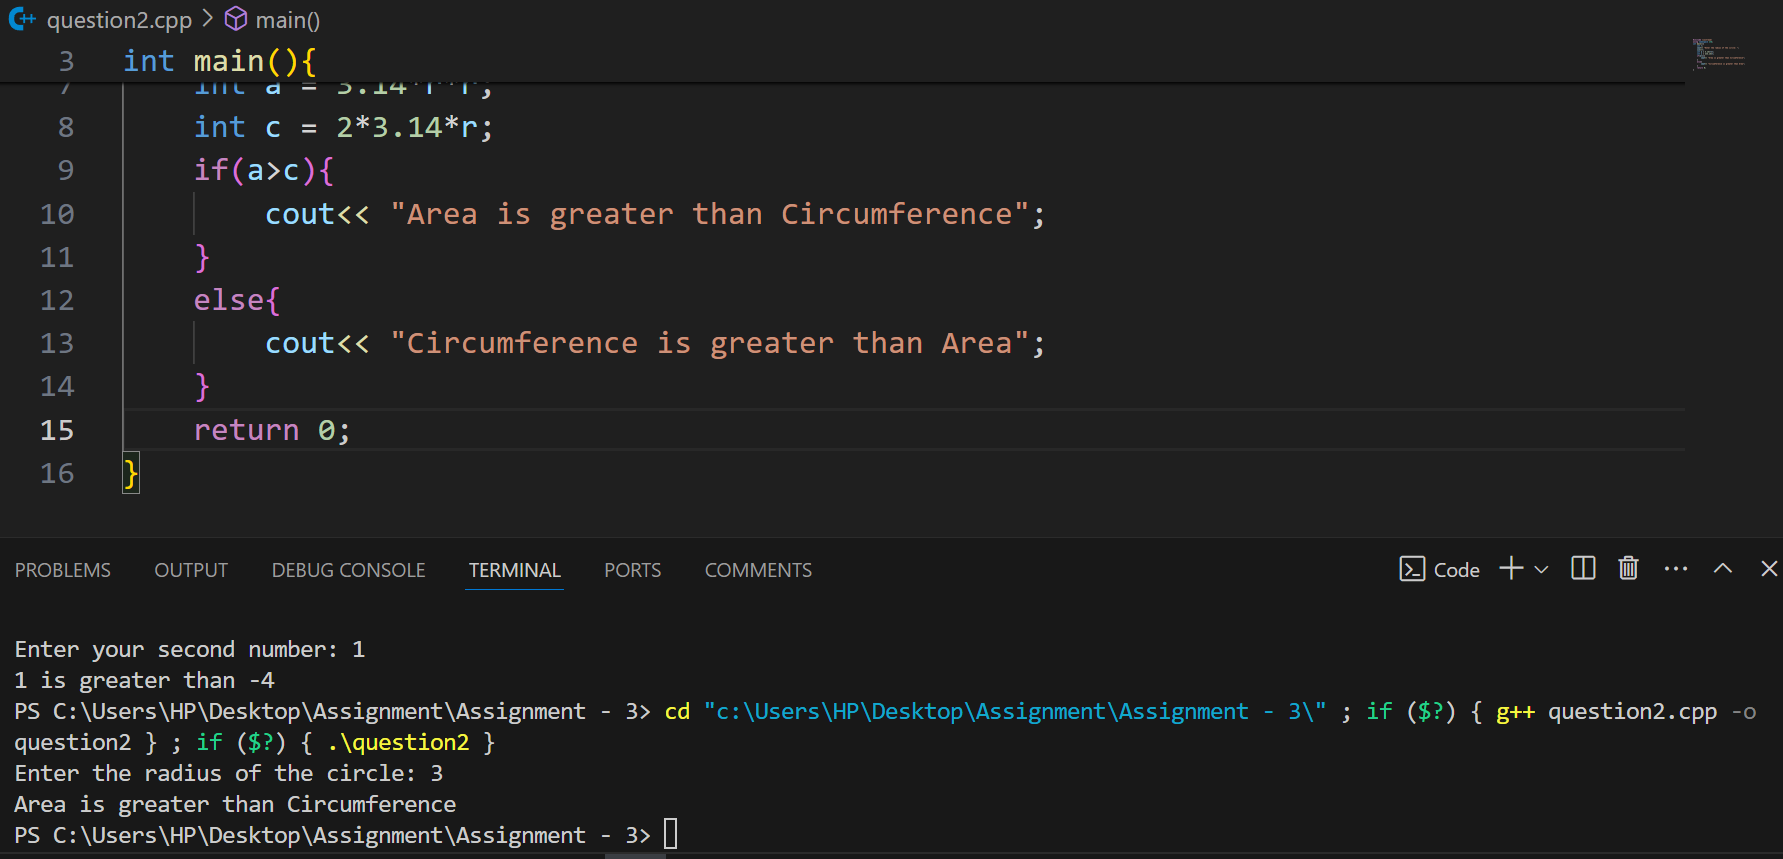 question2.cpp > main()
3 int main(){
7 int a = 3.14*r*r;
8 int c = 2*3.14*r;
9 if(a>c){
10 cout<< "Area is greater than Circumference";
11 }
12 else{
13 cout<< "Circumference is greater than Area";
14 }
15 return 0;
16 }
PROBLEMS OUTPUT DEBUG CONSOLE TERMINAL PORTS COMMENTS Code
Enter your second number: 1
1 is greater than -4
PS C:\Users\HP\Desktop\Assignment\Assignment - 3> cd "c:\Users\HP\Desktop\Assignment\Assignment - 3\" ; if ($?) { g++ question2.cpp -o
question2 } ; if ($?) { .\question2 }
Enter the radius of the circle: 3
Area is greater than Circumference
PS C:\Users\HP\Desktop\Assignment\Assignment - 3>